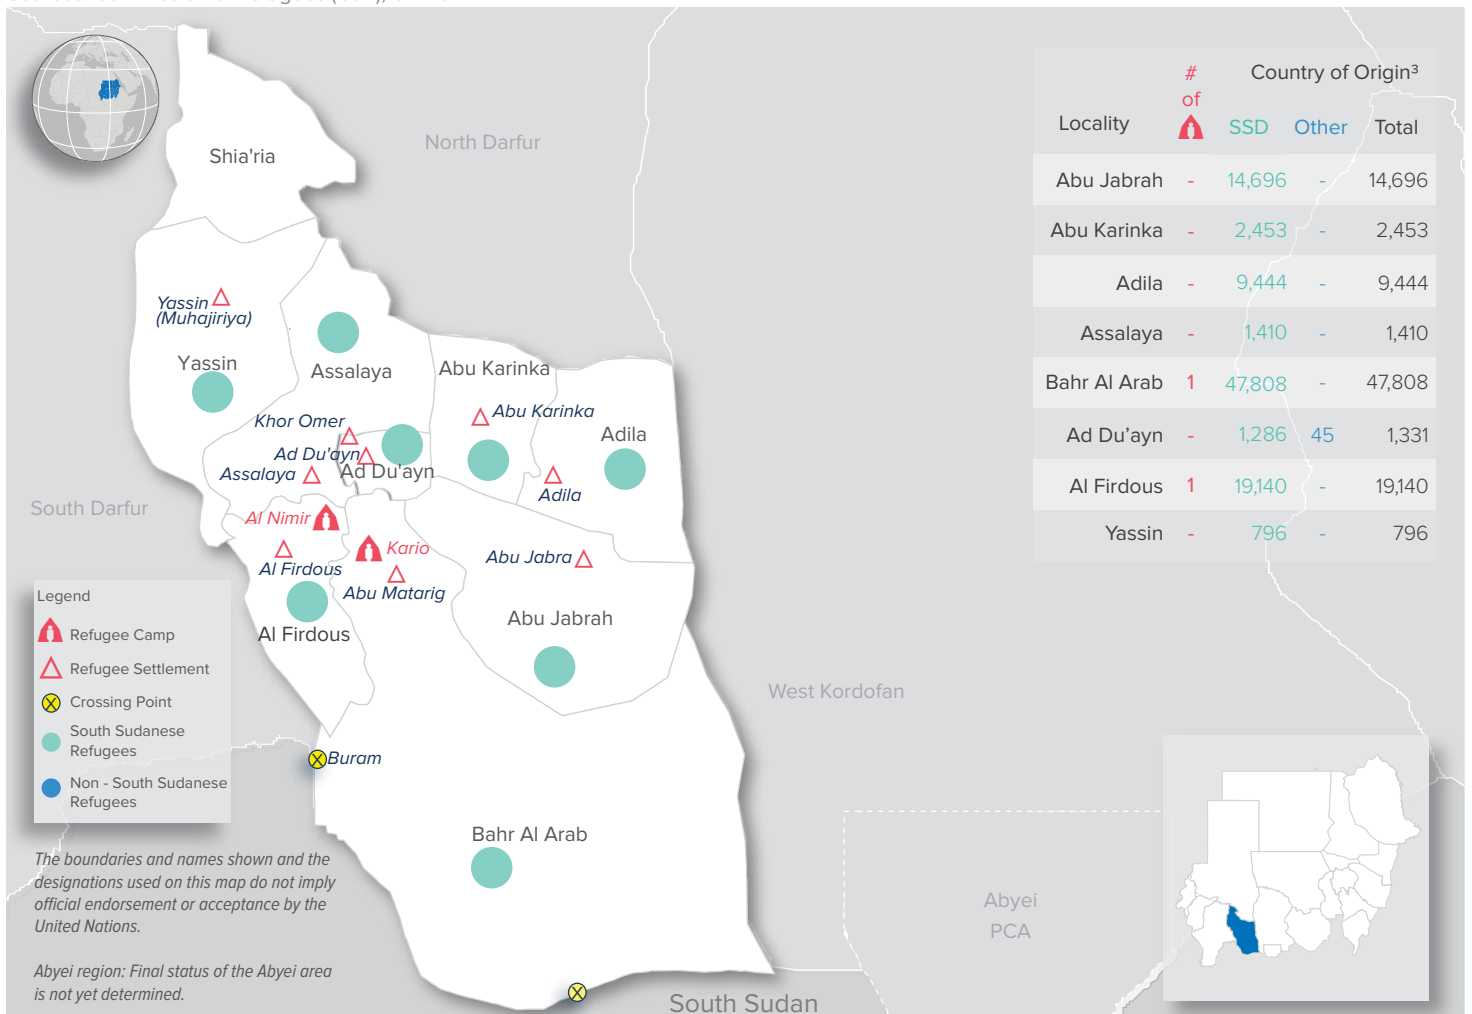 North Darfur
Shia'ria
Yassin
(Muhajiriya)
Yassin
Assalaya
Abu Karinka
Khor Omer
Abu Karinka
Adila
Ad Du'ayn
Ad Du'ayn
Assalaya
Adila
South Darfur
Al Nimir
Kario
Abu Jabra
Al Firdous
Abu Matarig
Al Firdous
Abu Jabrah
West Kordofan
Buram
Bahr Al Arab
Abyei
PCA
South Sudan
# of
Country of Origin³
Locality SSD Other Total
Abu Jabrah - 14,696 - 14,696
Abu Karinka - 2,453 - 2,453
Adila - 9,444 - 9,444
Assalaya - 1,410 - 1,410
Bahr Al Arab 1 47,808 - 47,808
Ad Du’ayn - 1,286 45 1,331
Al Firdous 1 19,140 - 19,140
Yassin - 796 - 796
Legend
Refugee Camp
Refugee Settlement
Crossing Point
South Sudanese
Refugees
Non - South Sudanese
Refugees
The boundaries and names shown and the
designations used on this map do not imply
official endorsement or acceptance by the
United Nations.
Abyei region: Final status of the Abyei area
is not yet determined.